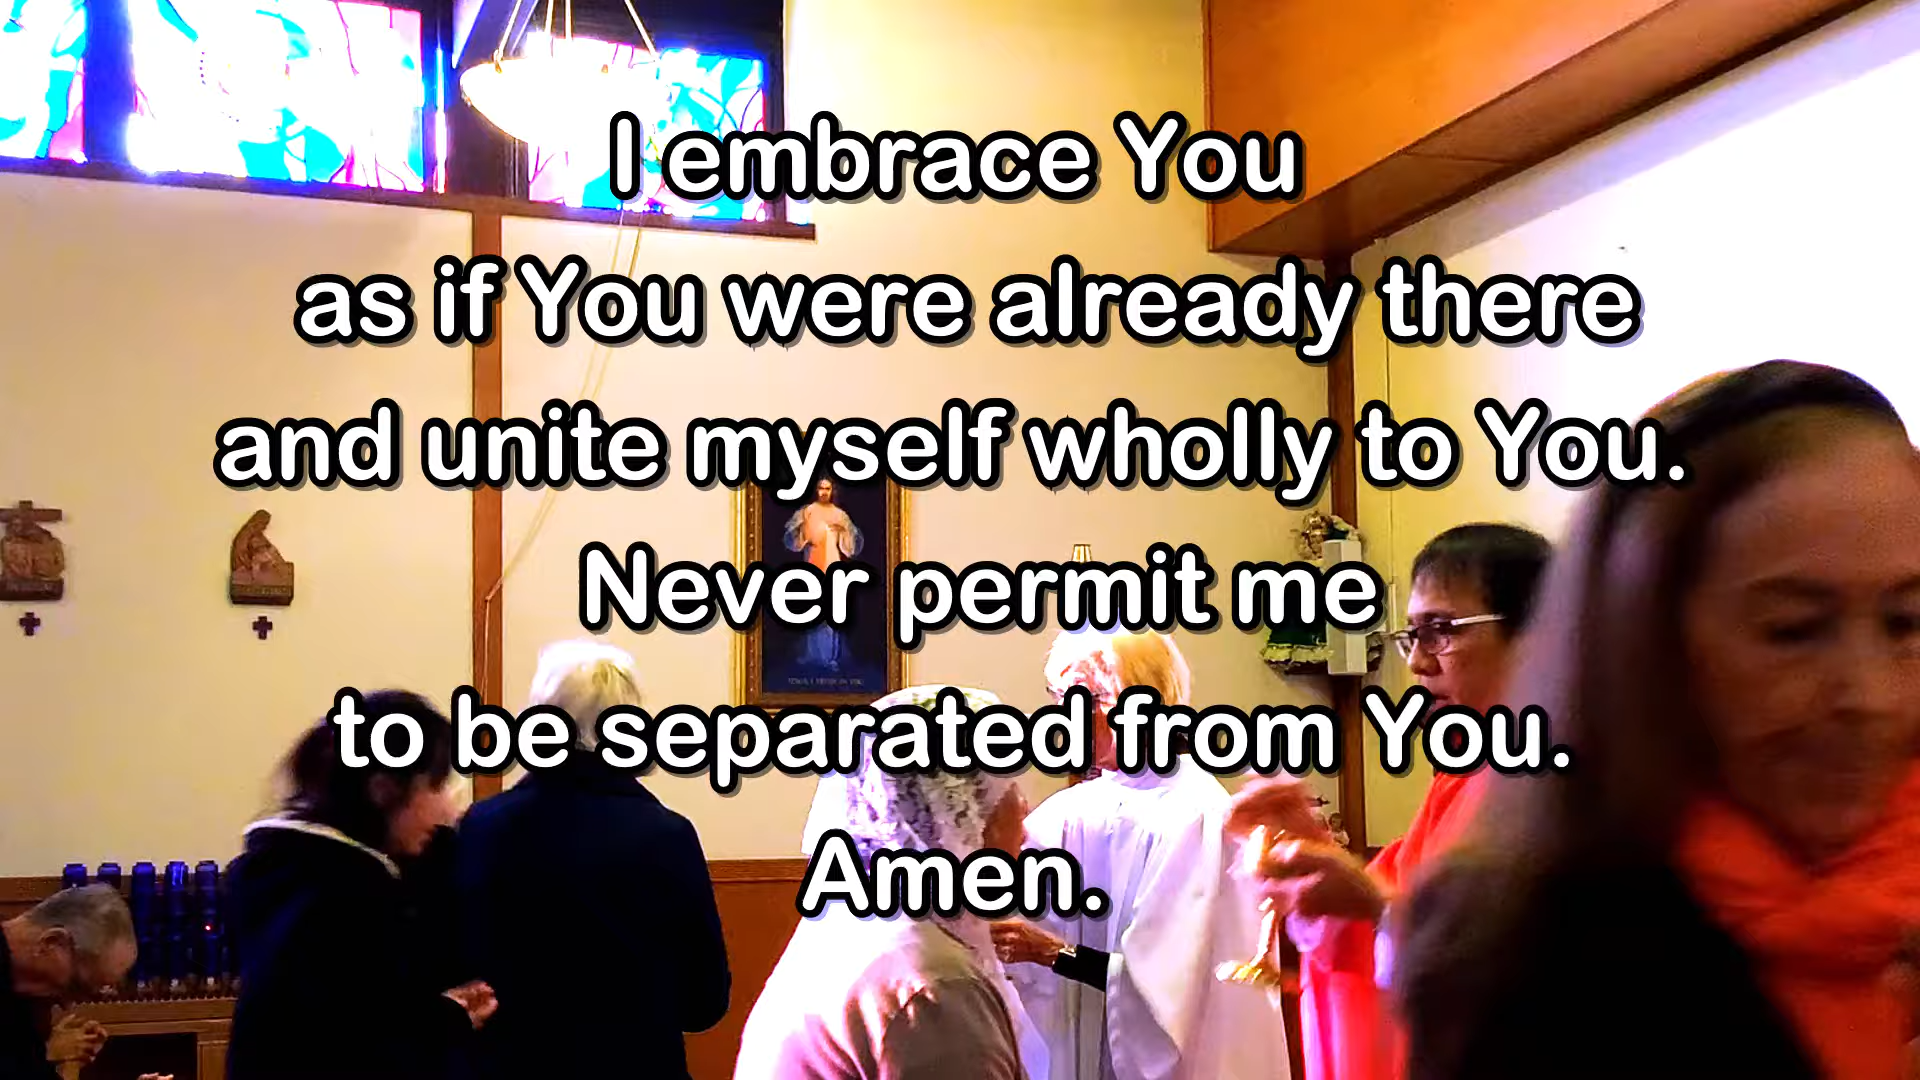 I embrace You
as if You were already there
and unite myself wholly to You.
Never permit me
to be separated from You.
Amen.